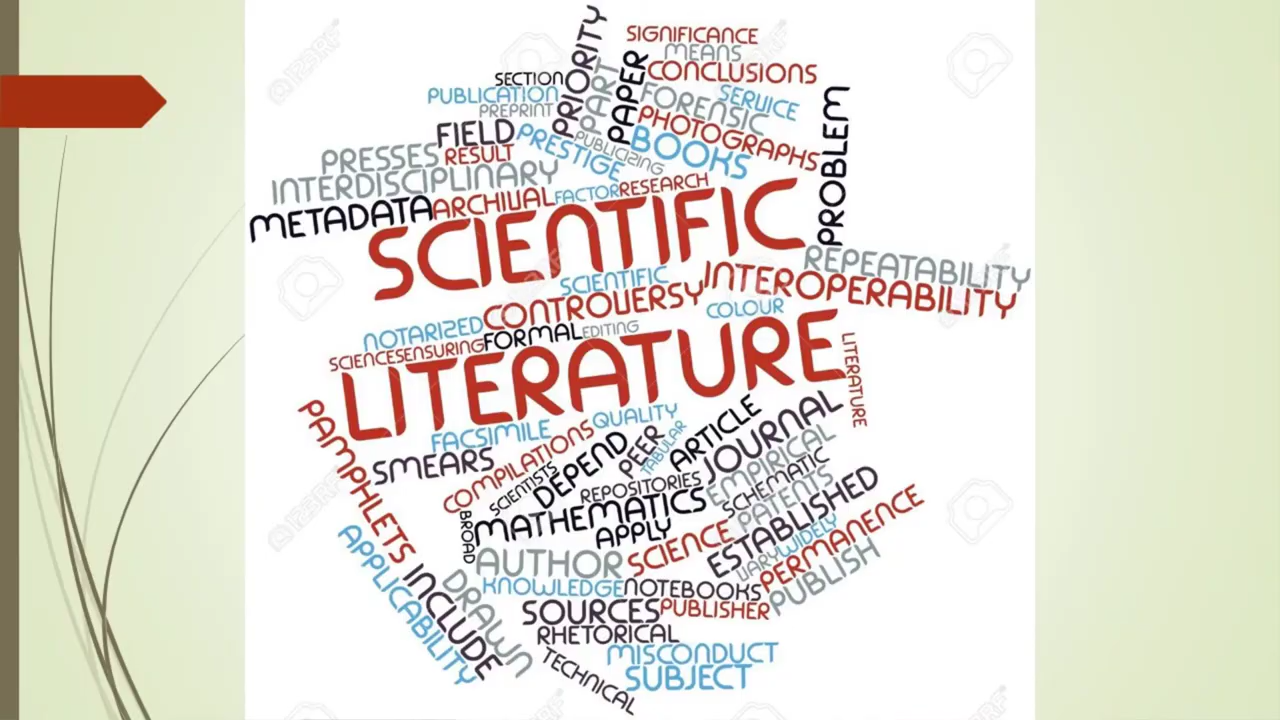 PRIORITY
SIGNIFICANCE
MEANS
PART
PAPER
CONCLUSIONS
SECTION
PUBLICATION
PREPRINT
FORENSIC
SERVICE
PROBLEM
FIELD
PRESTIGE
PUBLICIZING
BOOKS
PHOTOGRAPHS
PRESSES
RESULT
INTERDISCIPLINARY
METADATA
ARCHIVAL
FACTOR
RESEARCH
SCIENTIFIC
REPEATABILITY
SCIENTIFIC
INTEROPERABILITY
NOTARIZED
CONTROVERSY
COLOUR
SCIENCES
ENSURING
FORMAL
EDITING
LITERATURE
LITERATURE
PAMPHLETS
FACSIMILE
QUALITY
SMEARS
COMPILATIONS
SCIENTISTS
DEPEND
PEER
TABULAR
ARTICLE
JOURNAL
REPOSITORIES
EMPIRICAL
SCHEMATIC
BROAD
MATHEMATICS
APPLY
PATENTS
ESTABLISHED
AUTHOR
SCIENCE
VARY
WIDELY
PERMANENCE
APPLICABILITY
INCLUDE
DRAWN
KNOWLEDGE
NOTEBOOKS
PUBLISH
SOURCES
PUBLISHER
RHETORICAL
TECHNICAL
MISCONDUCT
SUBJECT
123RF